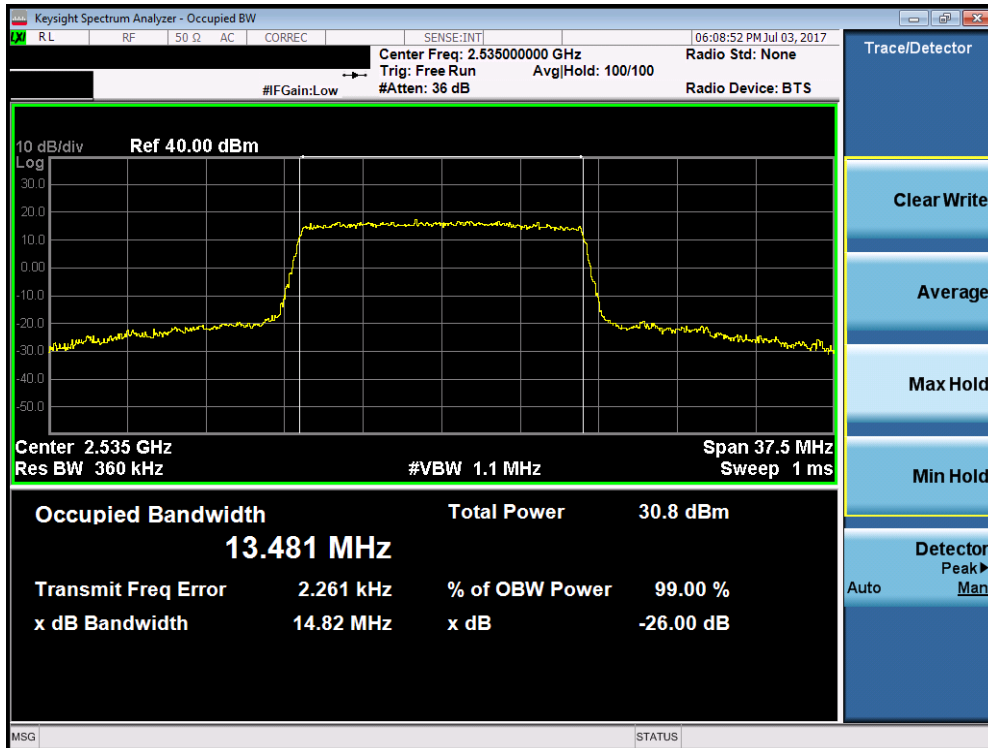 Keysight Spectrum Analyzer - Occupied BW
LXI RL RF 50 Ω AC CORREC SENSE:INT 06:08:52 PM Jul 03, 2017
Center Freq: 2.535000000 GHz Radio Std: None
Trig: Free Run Avg|Hold: 100/100
#IFGain:Low #Atten: 36 dB Radio Device: BTS
10 dB/div Ref 40.00 dBm
Log
30.0
20.0
10.0
0.00
-10.0
-20.0
-30.0
-40.0
-50.0
Center 2.535 GHz Span 37.5 MHz
Res BW 360 kHz #VBW 1.1 MHz Sweep 1 ms
Occupied Bandwidth Total Power 30.8 dBm
13.481 MHz
Transmit Freq Error 2.261 kHz % of OBW Power 99.00 %
x dB Bandwidth 14.82 MHz x dB -26.00 dB
MSG STATUS
Trace/Detector
Clear Write
Average
Max Hold
Min Hold
Detector
Peak▶
Auto Man